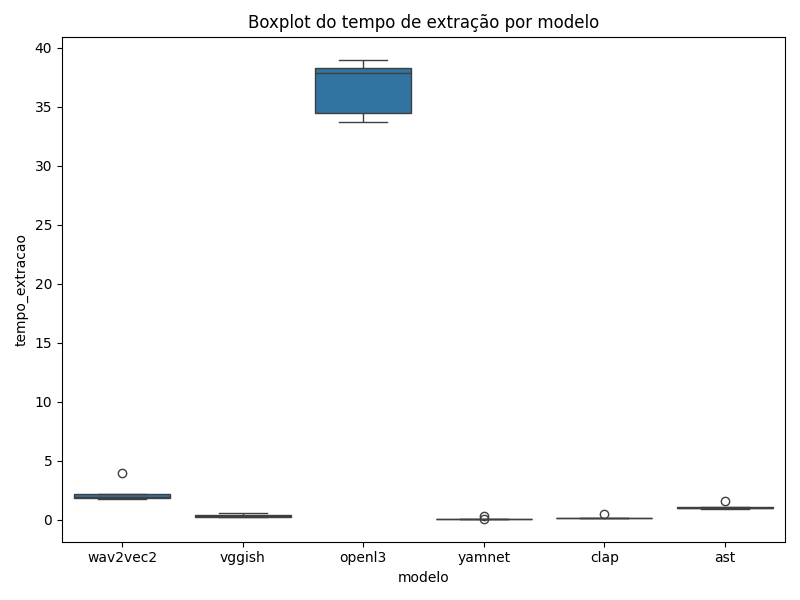 Boxplot do tempo de extração por modelo
tempo_extracao
40
35
30
25
20
15
10
5
0
wav2vec2 vggish openl3 yamnet clap ast
modelo